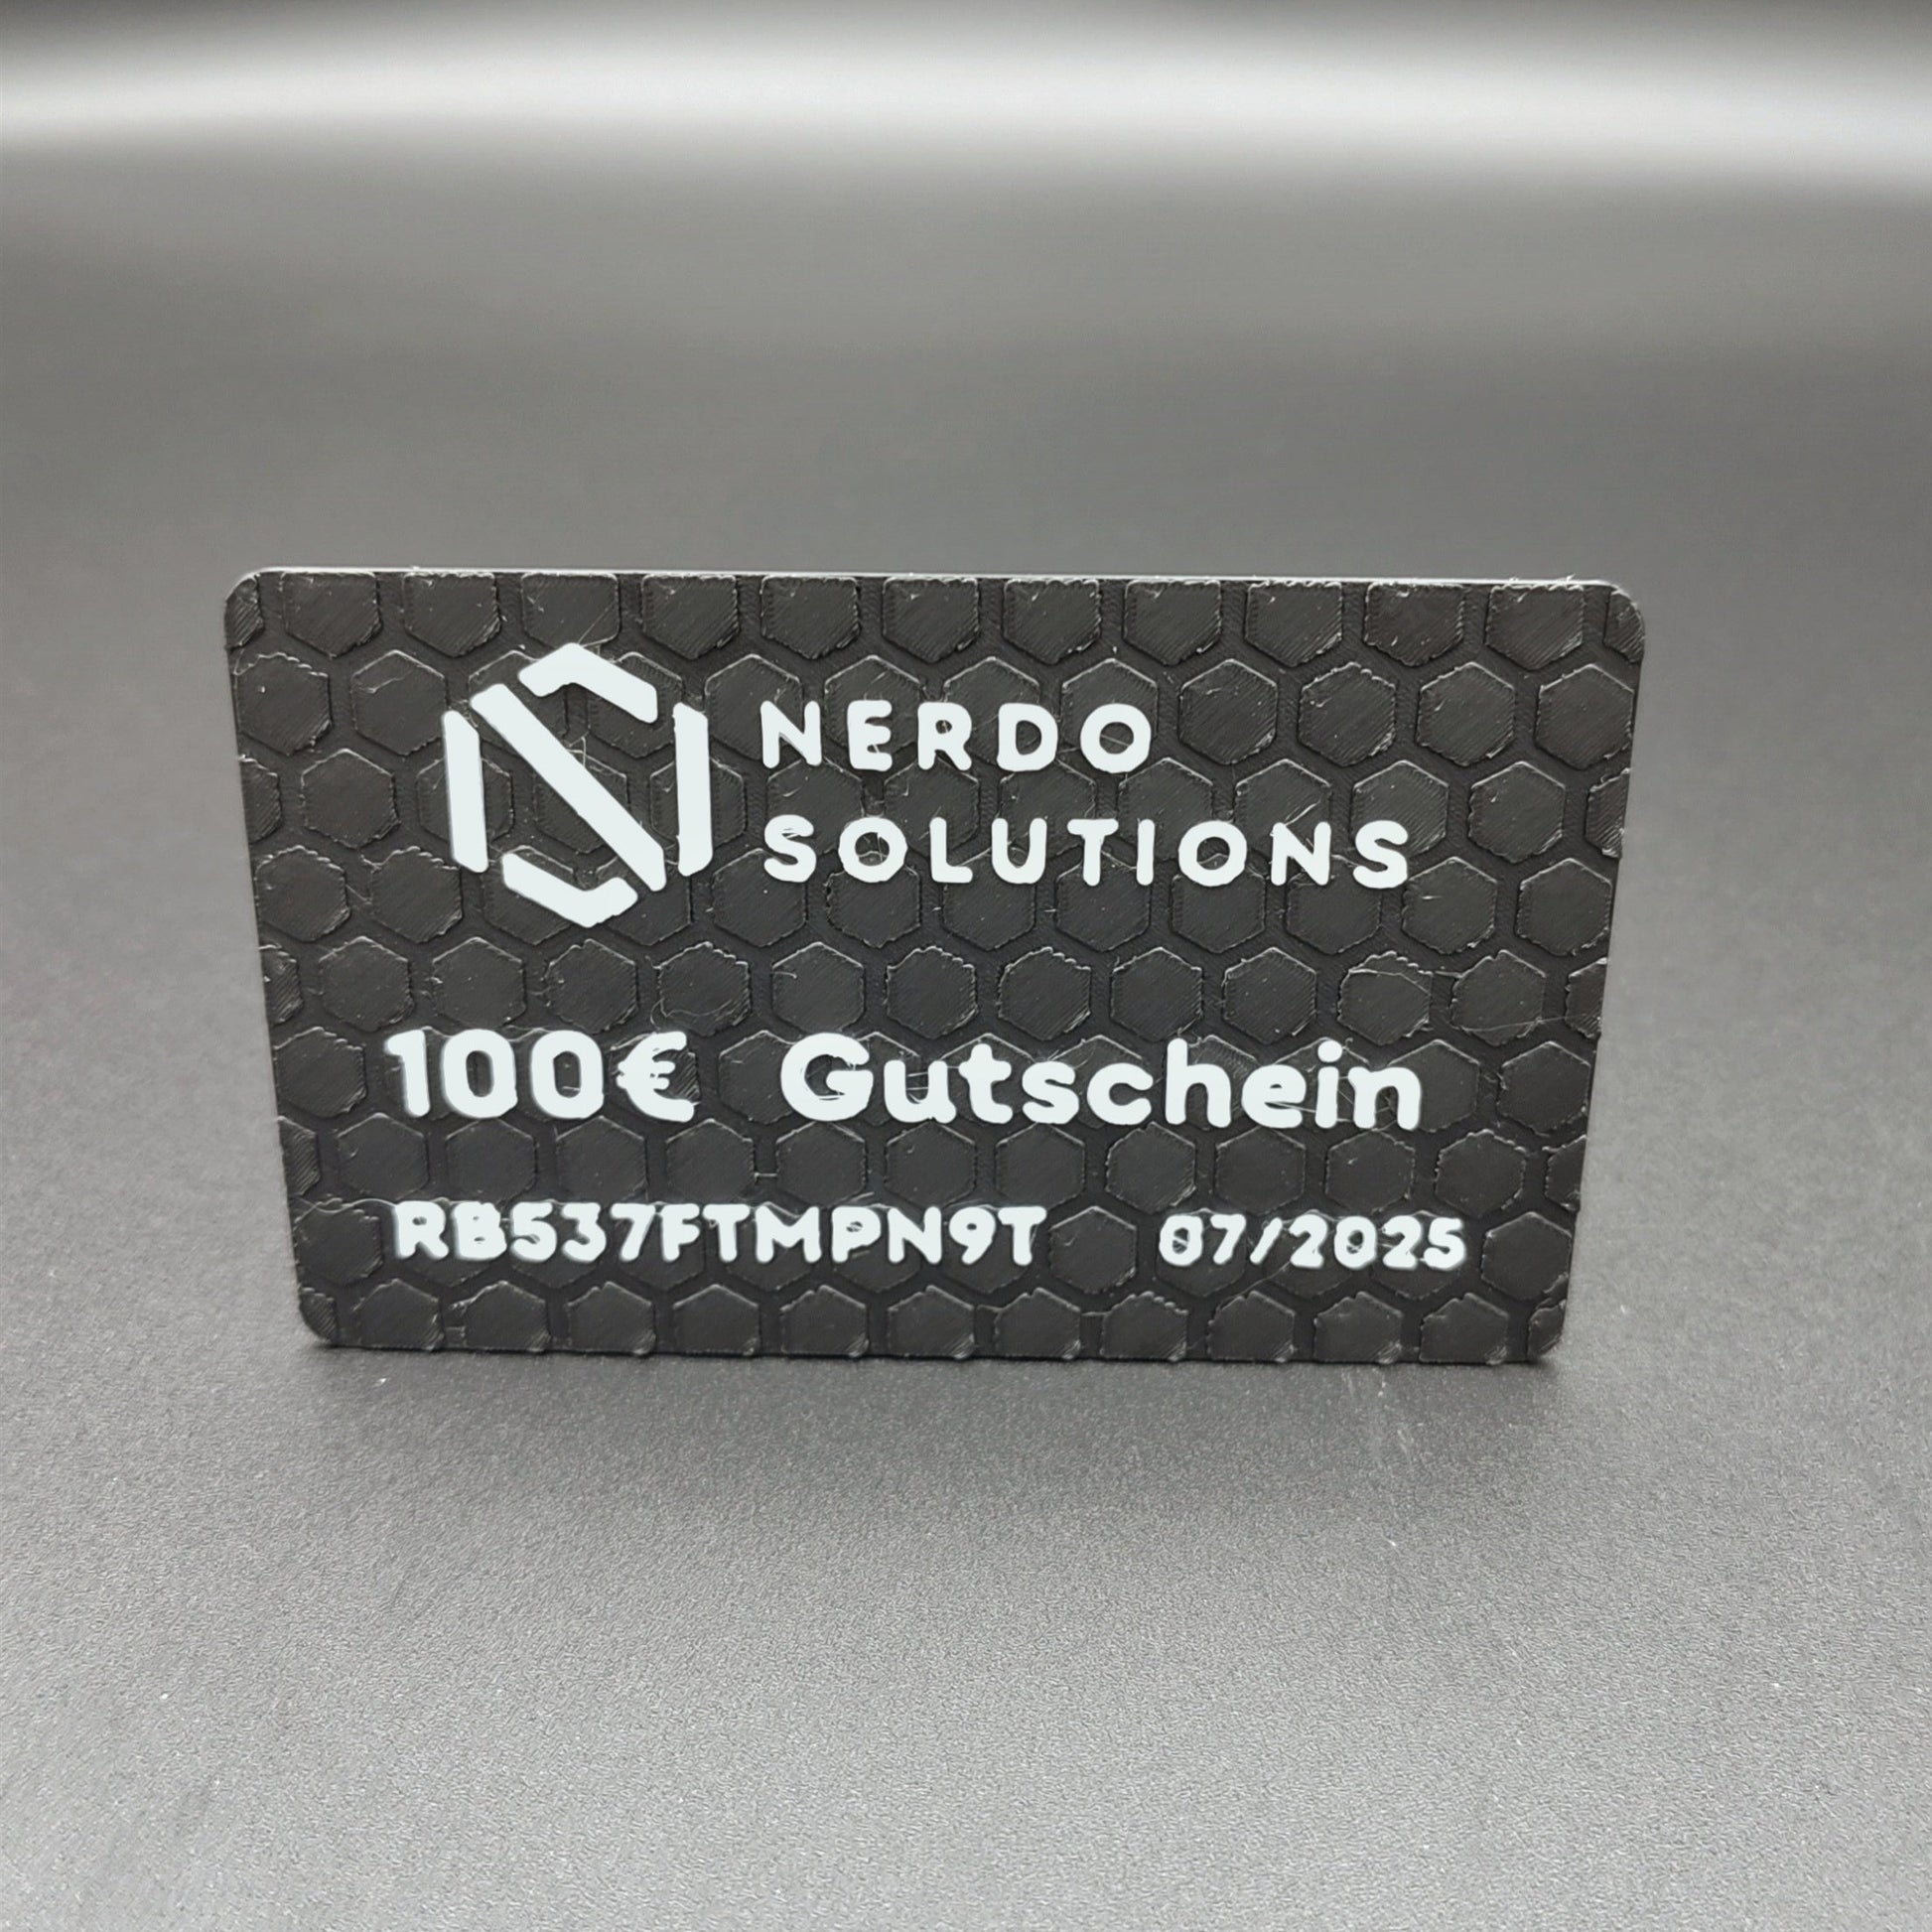 NERDO
SOLUTIONS
100€ Gutschein
RB537FTMPN9T 07/2025